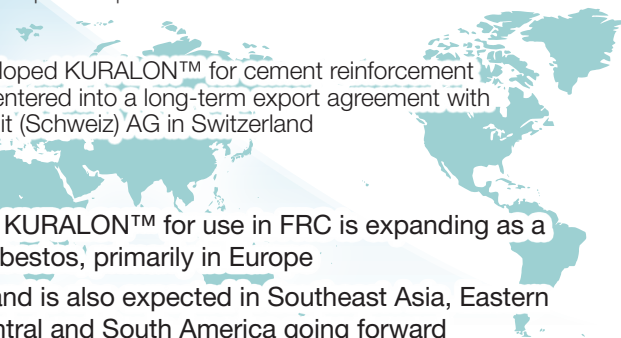 loped KURALON™ for cement reinforcement
entered into a long-term export agreement with
it (Schweiz) AG in Switzerland
KURALON™ for use in FRC is expanding as a
bestos, primarily in Europe
and is also expected in Southeast Asia, Eastern
ntral and South America going forward